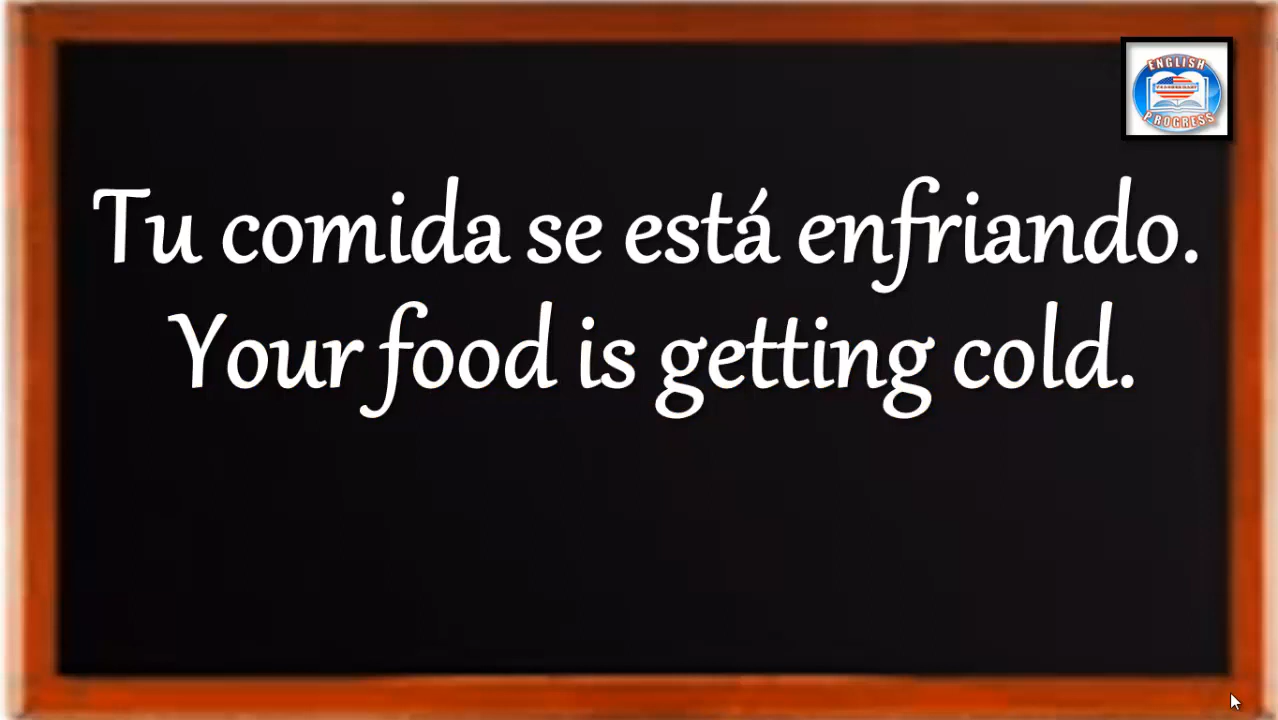 ENGLISH
PROGRESS
Tu comida se está enfriando.
Your food is getting cold.